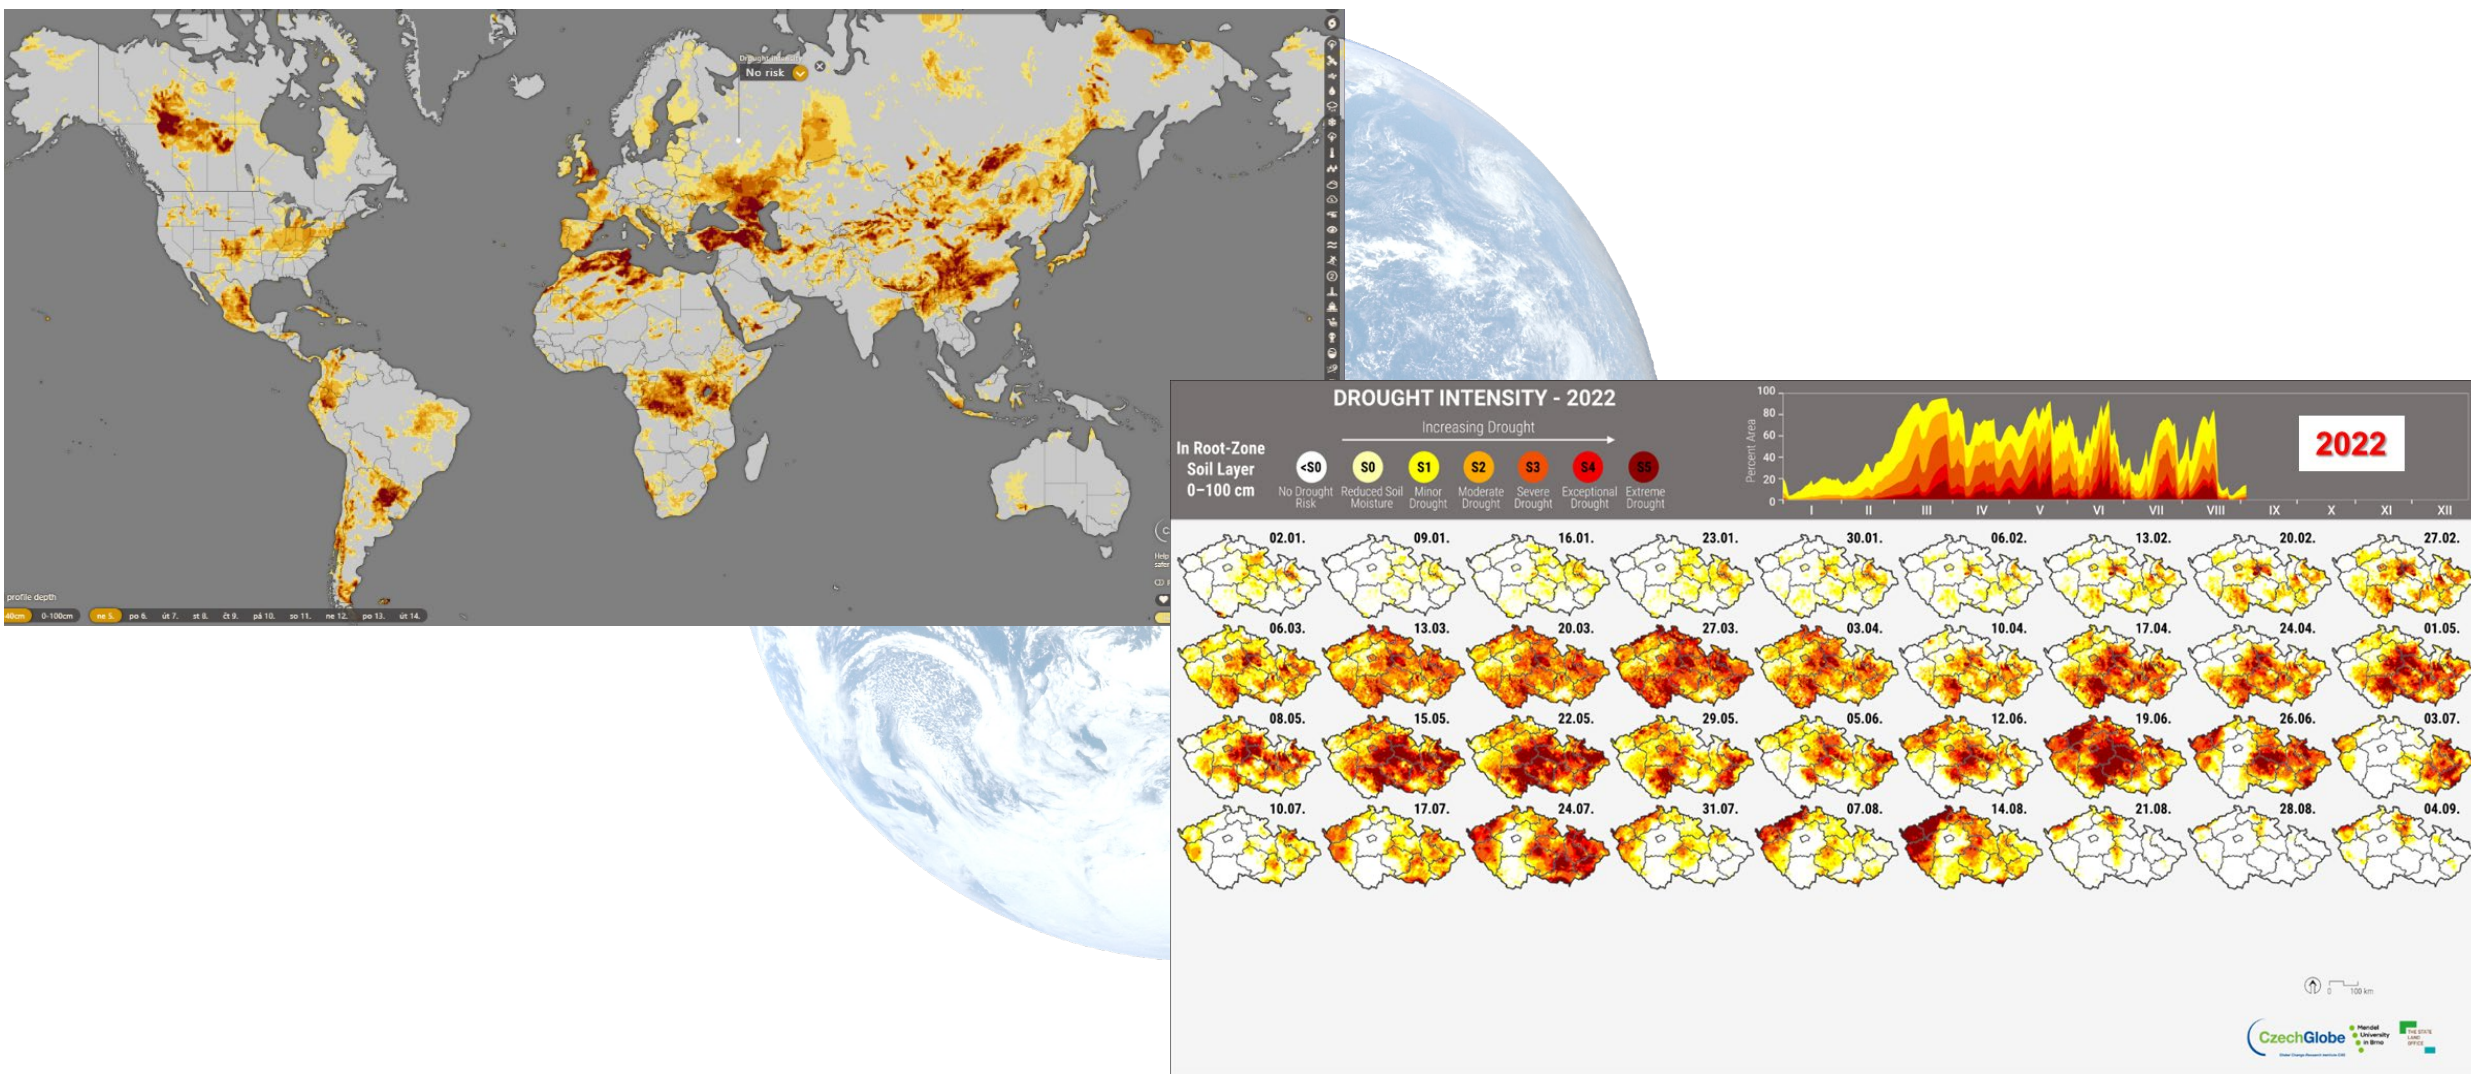 No risk
profile depth
40cm 0-100cm ne 5. po 6. út 7. st 8. čt 9. pá 10. so 11. ne 12. po 13. út 14.
Help
safer
DROUGHT INTENSITY - 2022
Increasing Drought
In Root-Zone
Soil Layer
0–100 cm
<S0 S0 S1 S2 S3 S4 S5
No Drought Risk
Reduced Soil Moisture
Minor Drought
Moderate Drought
Severe Drought
Exceptional Drought
Extreme Drought
Percent Area
100
80
60
40
20
0
I II III IV V VI VII VIII IX X XI XII
2022
02.01. 09.01. 16.01. 23.01. 30.01. 06.02. 13.02. 20.02. 27.02.
06.03. 13.03. 20.03. 27.03. 03.04. 10.04. 17.04. 24.04. 01.05.
08.05. 15.05. 22.05. 29.05. 05.06. 12.06. 19.06. 26.06. 03.07.
10.07. 17.07. 24.07. 31.07. 07.08. 14.08. 21.08. 28.08. 04.09.
0 100 km
CzechGlobe
Mendel
University
in Brno
THE STATE
LAND
OFFICE